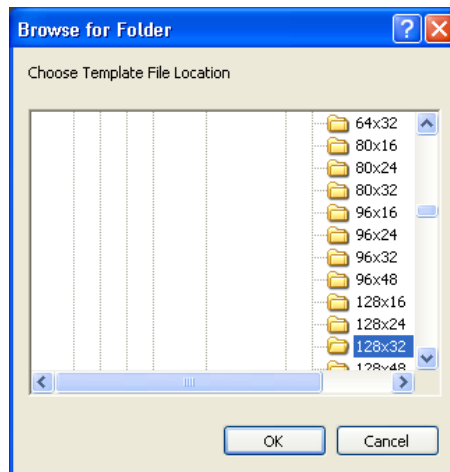 Browse for Folder
Choose Template File Location
64x32
80x16
80x24
80x32
96x16
96x24
96x32
96x48
128x16
128x24
128x32
128x48
OK Cancel